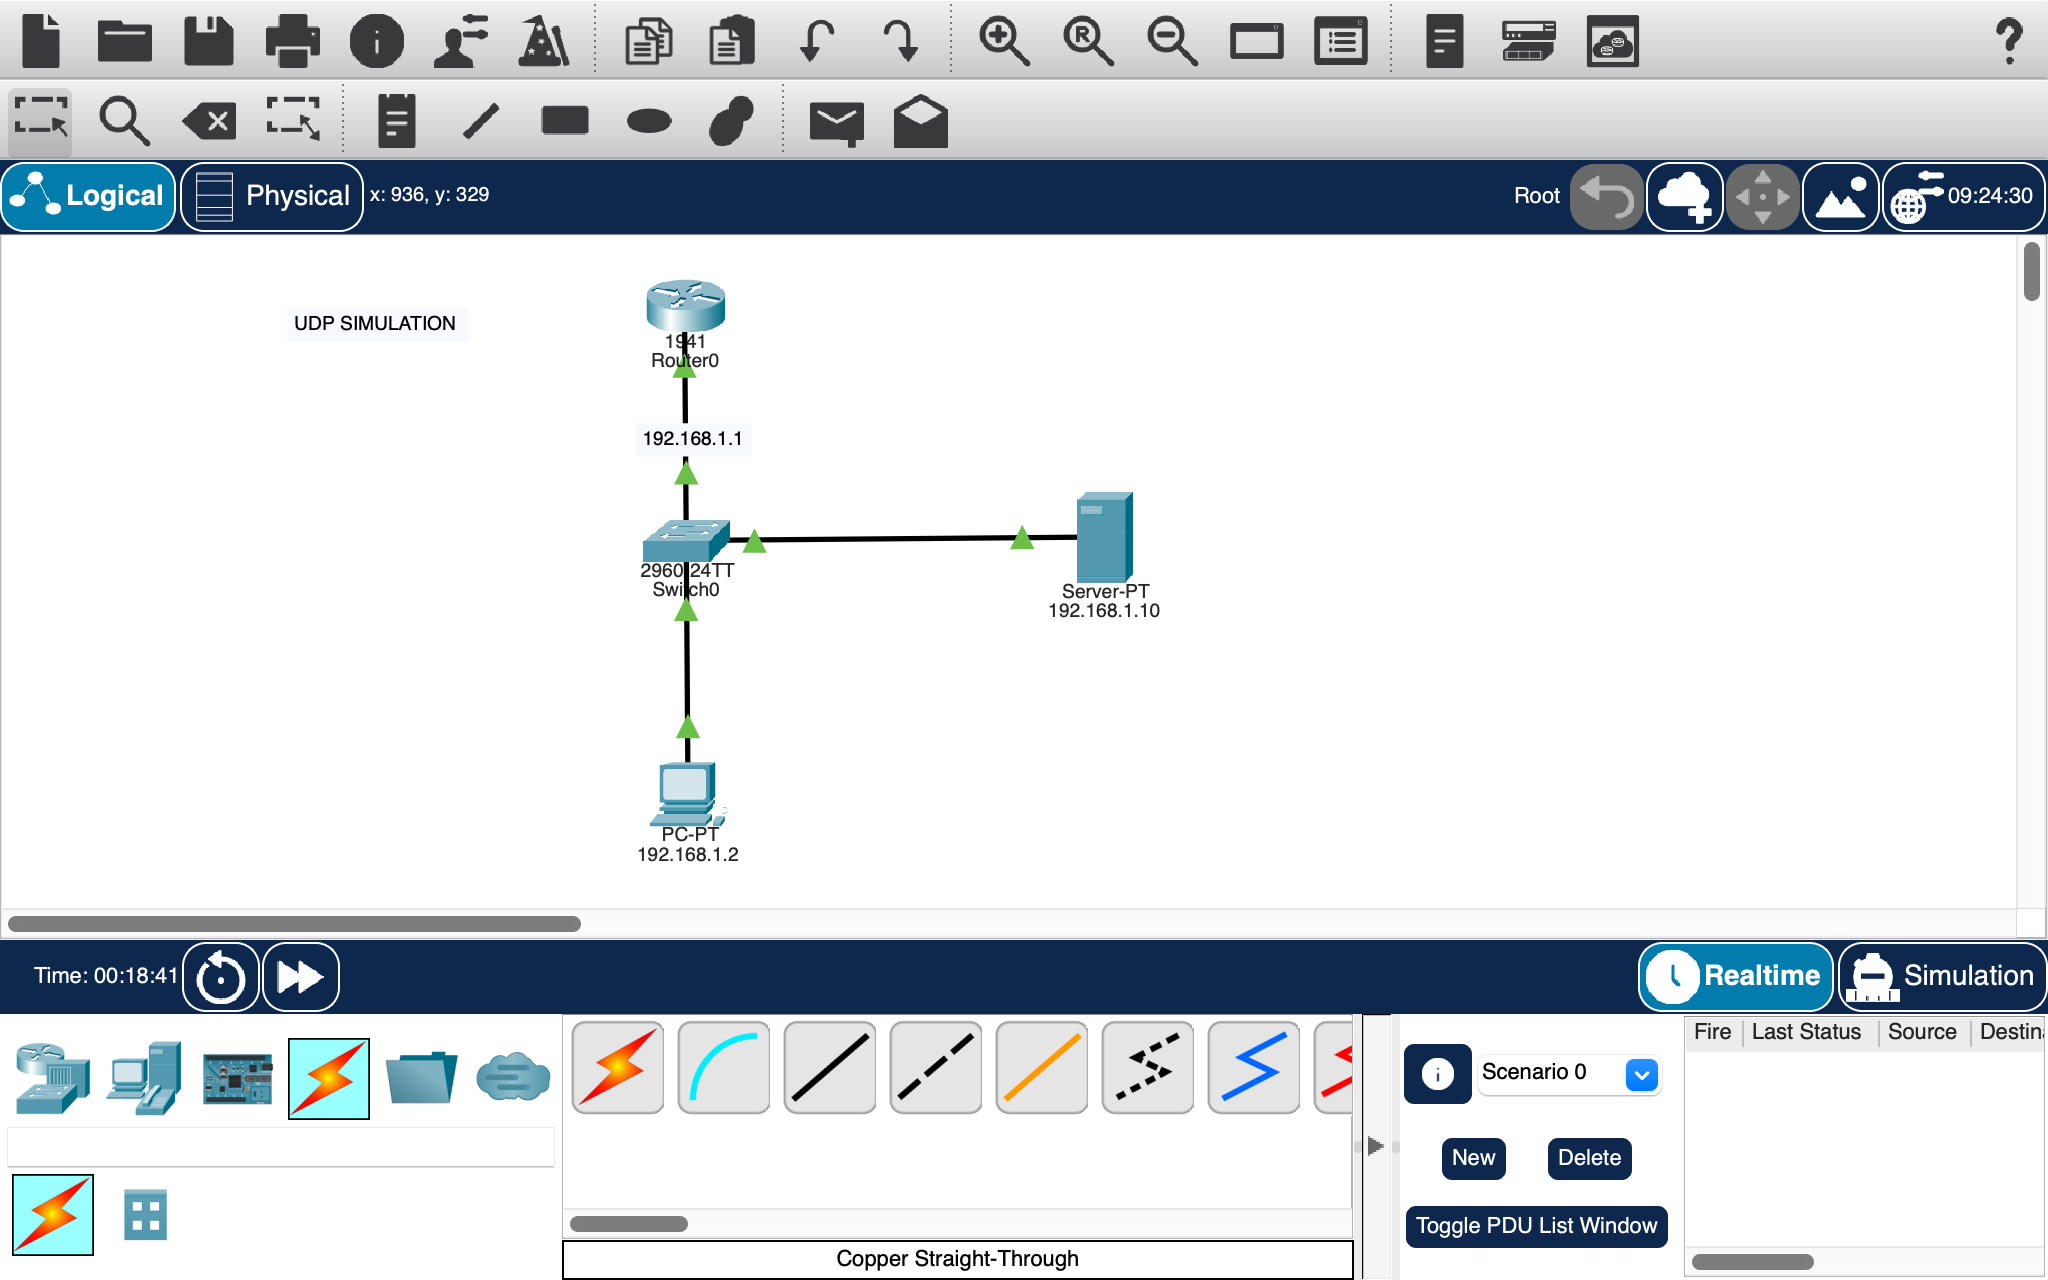 Logical
Physical
x: 936, y: 329
Root
09:24:30
UDP SIMULATION
1941
Router0
192.168.1.1
2960-24TT
Switch0
Server-PT
192.168.1.10
PC-PT
192.168.1.2
Time: 00:18:41
Realtime
Simulation
Scenario 0
New
Delete
Toggle PDU List Window
Fire
Last Status
Source
Destina
Copper Straight-Through